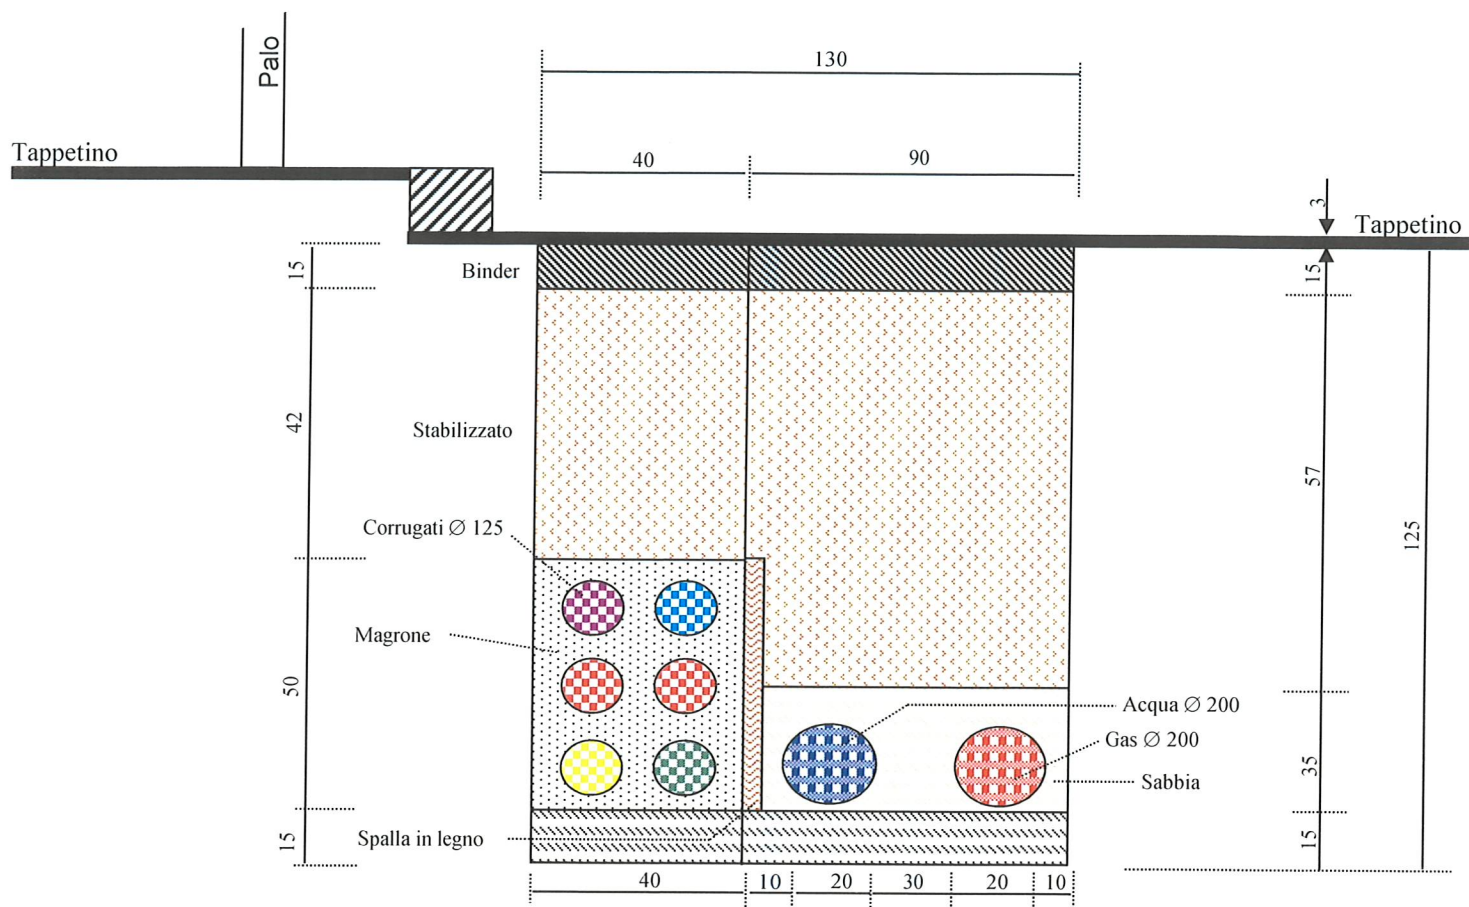 Palo
130
Tappetino
40
90
3
Tappetino
15
Binder
15
42
Stabilizzato
57
Corrugati ∅ 125
125
Magrone
50
Acqua ∅ 200
Gas ∅ 200
35
Sabbia
15
Spalla in legno
15
40
10
20
30
20
10